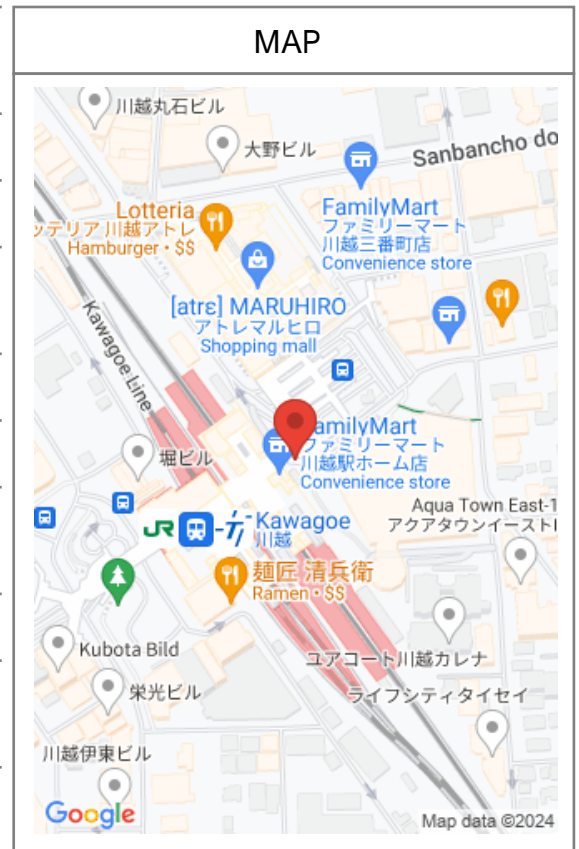 MAP
川越丸石ビル
大野ビル
Sanbancho do
Lotteria
ッテリア 川越アトレ
Hamburger・$$
FamilyMart
ファミリーマート
川越三番町店
Convenience store
[atrɛ] MARUHIRO
アトレマルヒロ
Shopping mall
Kawagoe Line
amilyMart
ファミリーマート
川越駅ホーム店
Convenience store
堀ビル
Aqua Town East-1
アクアタウンイーストI
JR
Kawagoe
川越
麺匠 清兵衛
Ramen・$$
Kubota Bild
ユアコート川越カレナ
栄光ビル
ライフシティタイセイ
川越伊東ビル
Google
Map data ©2024